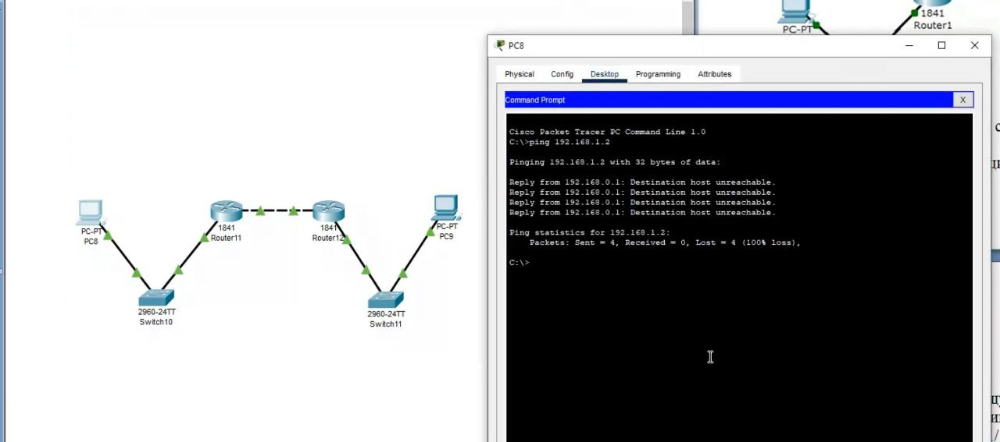 PC-PT
1841
Router1
PC8
Physical
Config
Desktop
Programming
Attributes
Command Prompt
X
Cisco Packet Tracer PC Command Line 1.0
C:\>ping 192.168.1.2
Pinging 192.168.1.2 with 32 bytes of data:
Reply from 192.168.0.1: Destination host unreachable.
Reply from 192.168.0.1: Destination host unreachable.
Reply from 192.168.0.1: Destination host unreachable.
Reply from 192.168.0.1: Destination host unreachable.
Ping statistics for 192.168.1.2:
Packets: Sent = 4, Received = 0, Lost = 4 (100% loss),
C:\>
PC-PT
PC8
1841
Router11
1841
Router12
PC-PT
PC9
2960-24TT
Switch10
2960-24TT
Switch11